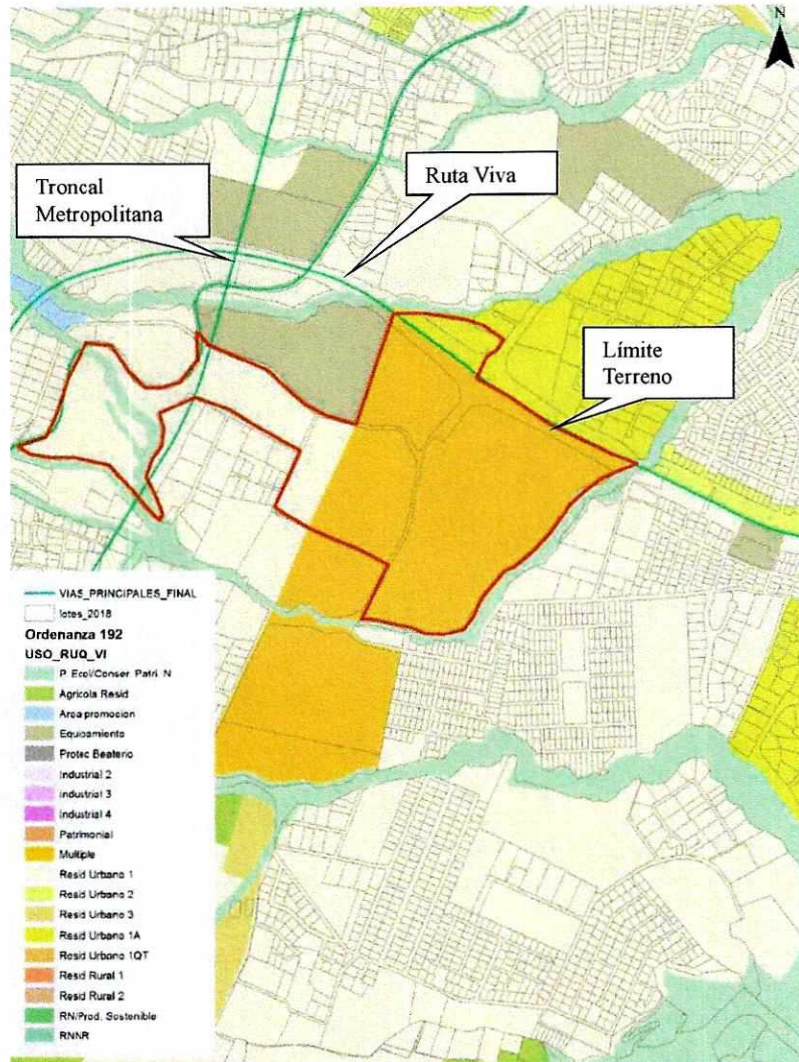 N
Troncal
Metropolitana
Ruta Viva
Límite
Terreno
VIAS_PRINCIPALES_FINAL
lotes_2018
Ordenanza 192
USO_RUQ_VI
P Ecol/Conser Patri N
Agricola Resid
Area promocion
Equipamiento
Protec Beaterio
Industrial 2
Industrial 3
Industrial 4
Patrimonial
Multiple
Resid Urbano 1
Resid Urbano 2
Resid Urbano 3
Resid Urbano 1A
Resid Urbano 1QT
Resid Rural 1
Resid Rural 2
RN/Prod. Sostenible
RNNR